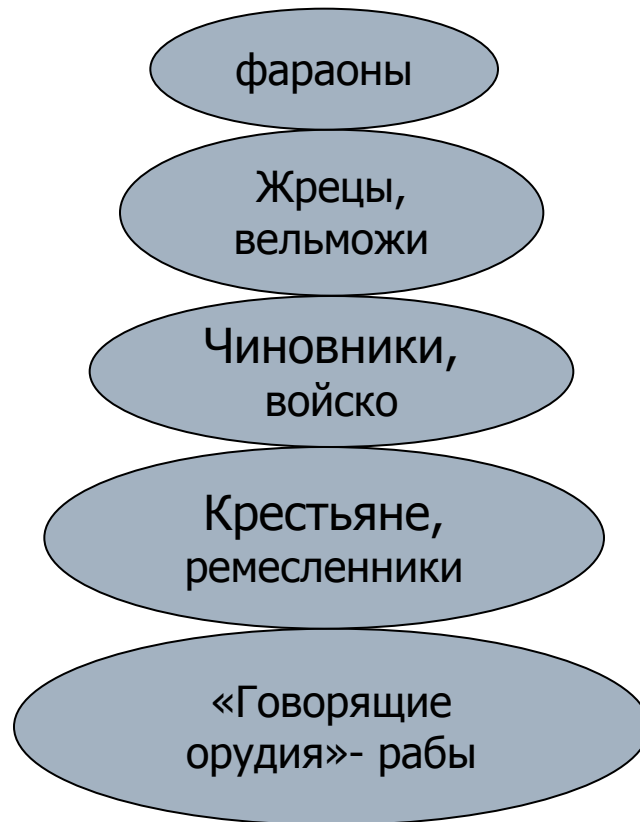 фараоны
Жрецы,
вельможи
Чиновники,
войско
Крестьяне,
ремесленники
«Говорящие
орудия»- рабы